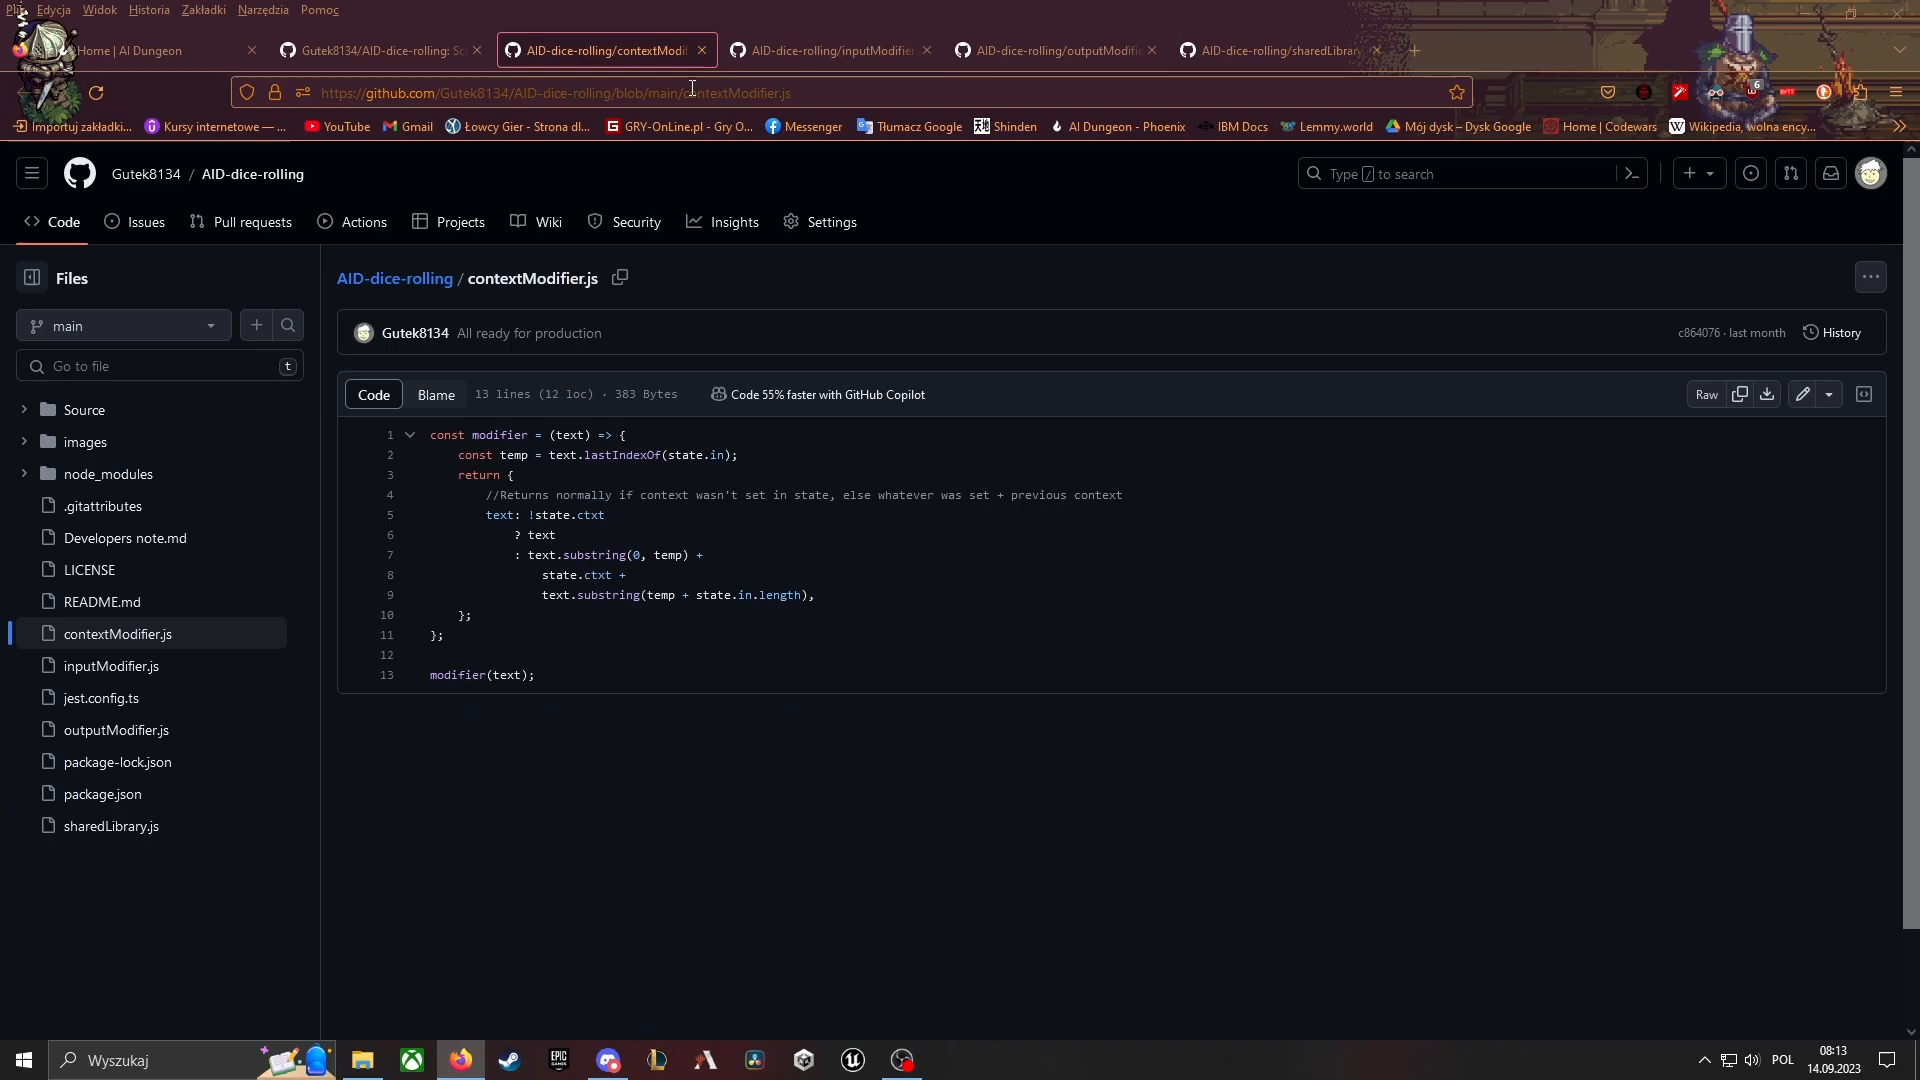 Plik Edycja Widok Historia Zakładki Narzędzia Pomoc
Home | AI Dungeon
Gutek8134/AID-dice-rolling: Sc
AID-dice-rolling/contextModif
AID-dice-rolling/inputModifier
AID-dice-rolling/outputModifie
AID-dice-rolling/sharedLibrary
https://github.com/Gutek8134/AID-dice-rolling/blob/main/contextModifier.js
6
Importuj zakładki... Kursy internetowe — ... YouTube Gmail Łowcy Gier - Strona dl... GRY-OnLine.pl - Gry O... Messenger Tłumacz Google Shinden AI Dungeon - Phoenix IBM Docs Lemmy.world Mój dysk – Dysk Google Home | Codewars Wikipedia, wolna ency...
Gutek8134 / AID-dice-rolling
Type / to search
Code Issues Pull requests Actions Projects Wiki Security Insights Settings
Files
main
Go to file
t
Source
images
node_modules
.gitattributes
Developers note.md
LICENSE
README.md
contextModifier.js
inputModifier.js
jest.config.ts
outputModifier.js
package-lock.json
package.json
sharedLibrary.js
AID-dice-rolling / contextModifier.js
Gutek8134 All ready for production
c864076 · last month History
Code Blame 13 lines (12 loc) · 383 Bytes Code 55% faster with GitHub Copilot Raw
1 const modifier = (text) => {
2 const temp = text.lastIndexOf(state.in);
3 return {
4 //Returns normally if context wasn't set in state, else whatever was set + previous context
5 text: !state.ctxt
6 ? text
7 : text.substring(0, temp) +
8 state.ctxt +
9 text.substring(temp + state.in.length),
10 };
11 };
12
13 modifier(text);
Wyszukaj
EPIC GAMES
POL
08:13
14.09.2023